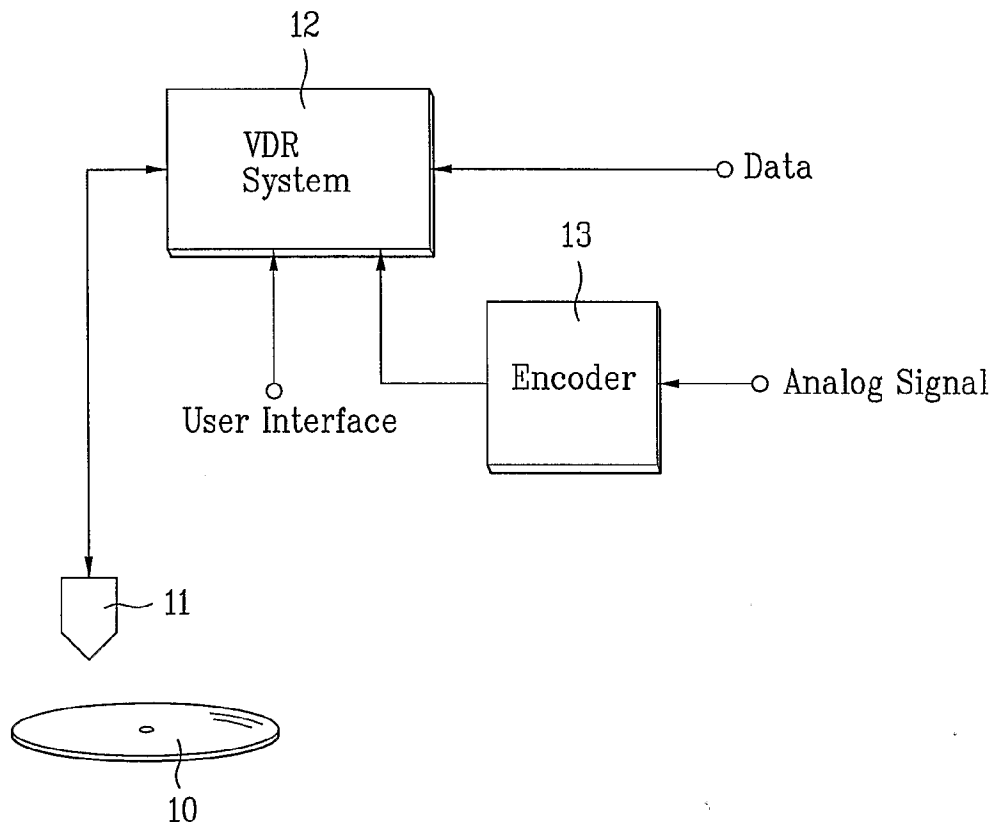 12
VDR
System
Data
13
Encoder
Analog Signal
User Interface
11
10